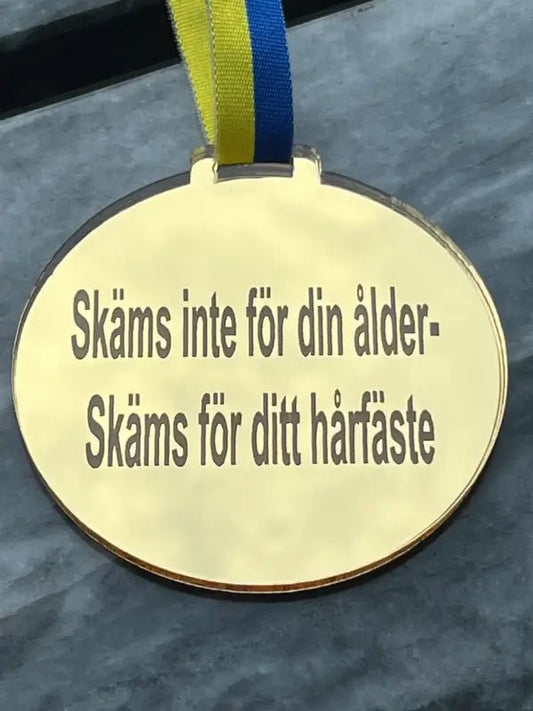 Skäms inte för din ålder-
Skäms för ditt hårfäste